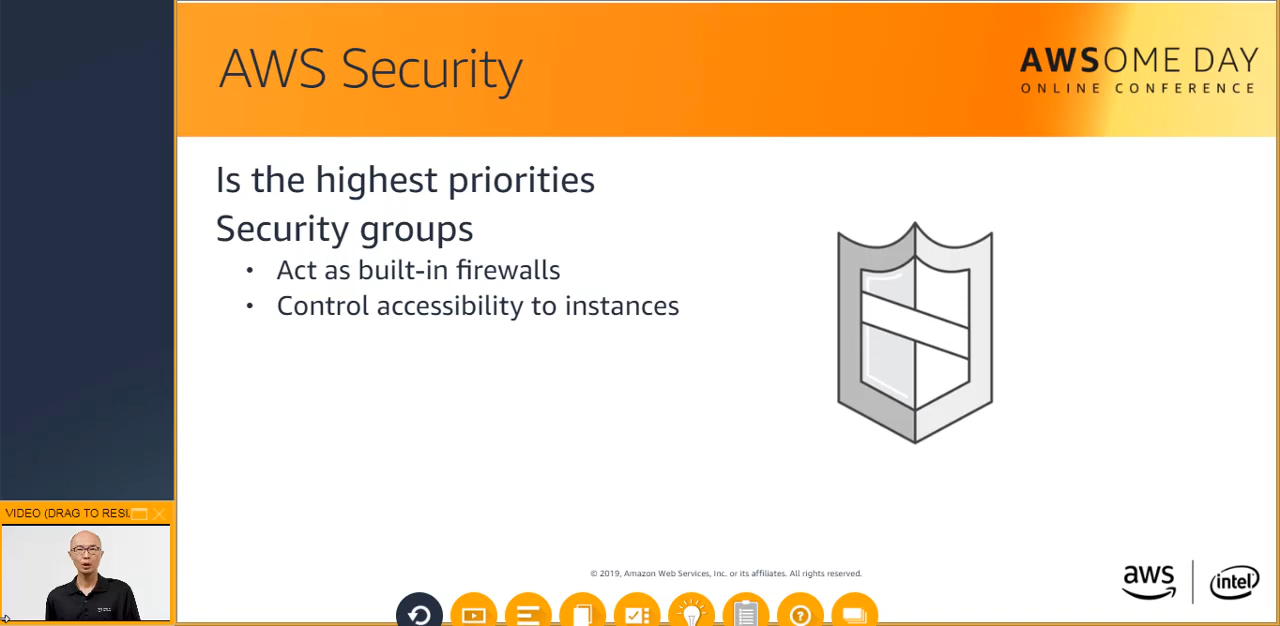 AWS Security
AWSOME DAY
ONLINE CONFERENCE
Is the highest priorities
Security groups
• Act as built-in firewalls
• Control accessibility to instances
VIDEO (DRAG TO RESI
© 2019, Amazon Web Services, Inc. or its affiliates. All rights reserved.
aws
intel